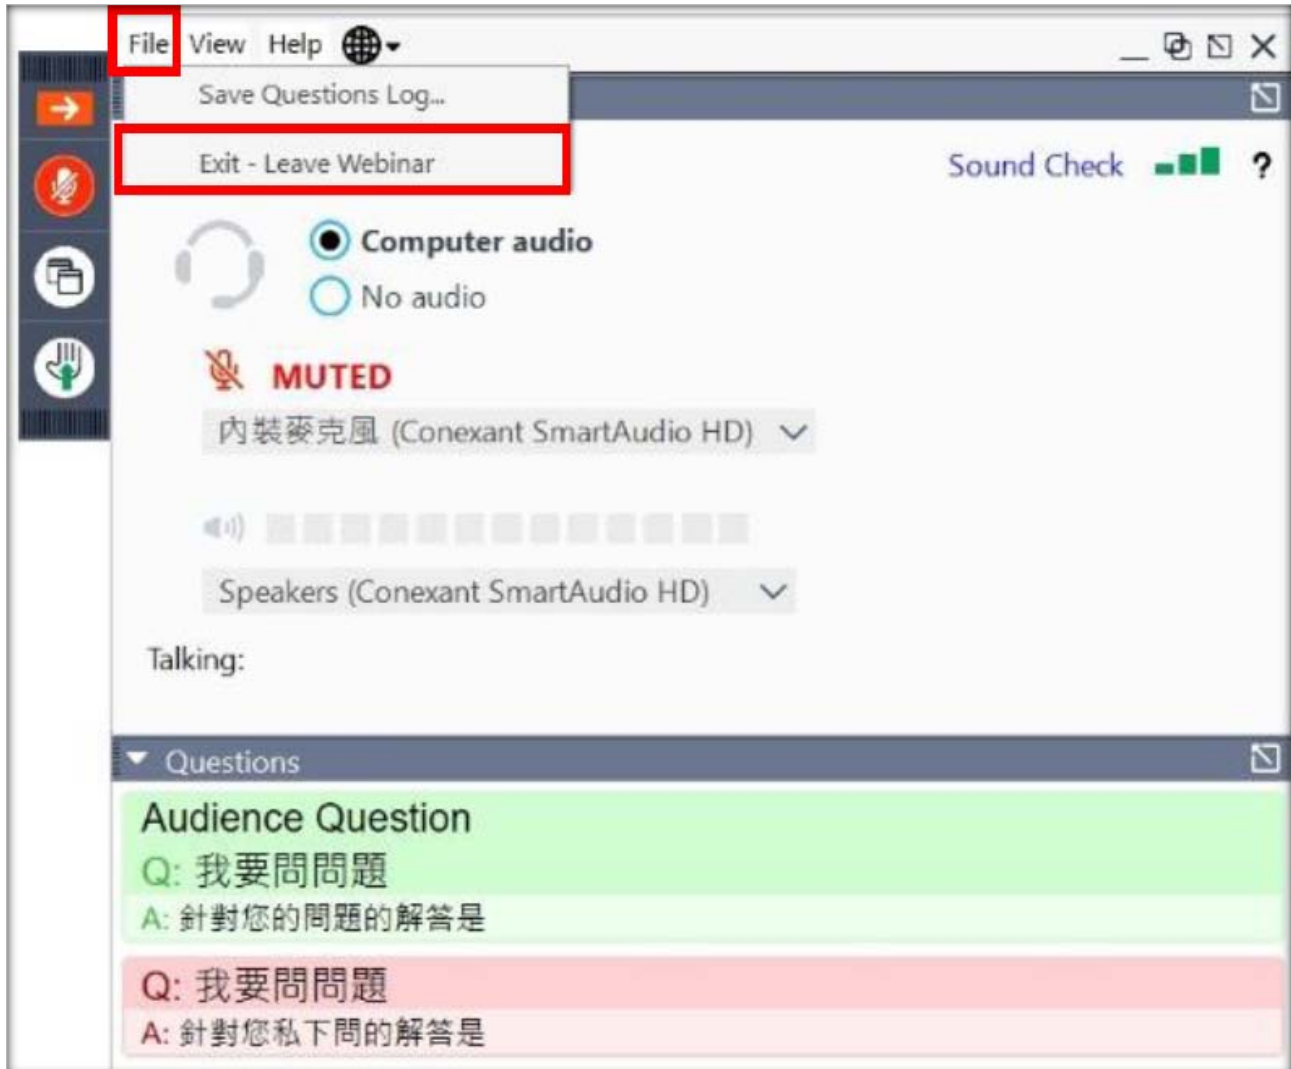 File View Help
Save Questions Log...
Exit - Leave Webinar
Sound Check ?
Computer audio
No audio
MUTED
內裝麥克風 (Conexant SmartAudio HD)
Speakers (Conexant SmartAudio HD)
Talking:
Questions
Audience Question
Q: 我要問問題
A: 針對您的問題的解答是
Q: 我要問問題
A: 針對您私下問的解答是